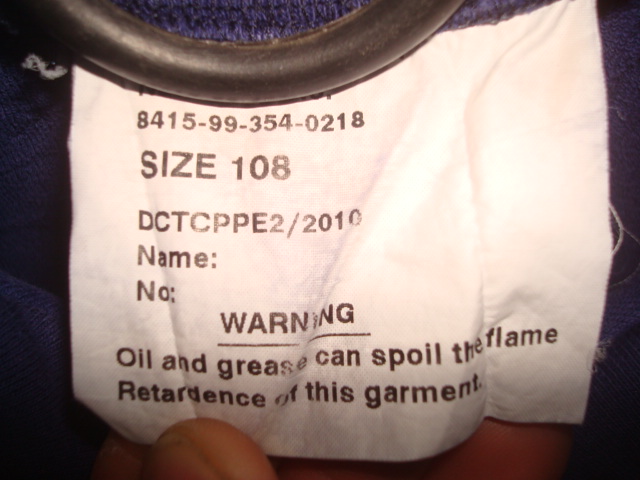 8415-99-354-0218
SIZE 108
DCTCPPE2/2010
Name:
No:
WARNING
Oil and grease can spoil the flame
Retardence of this garment.